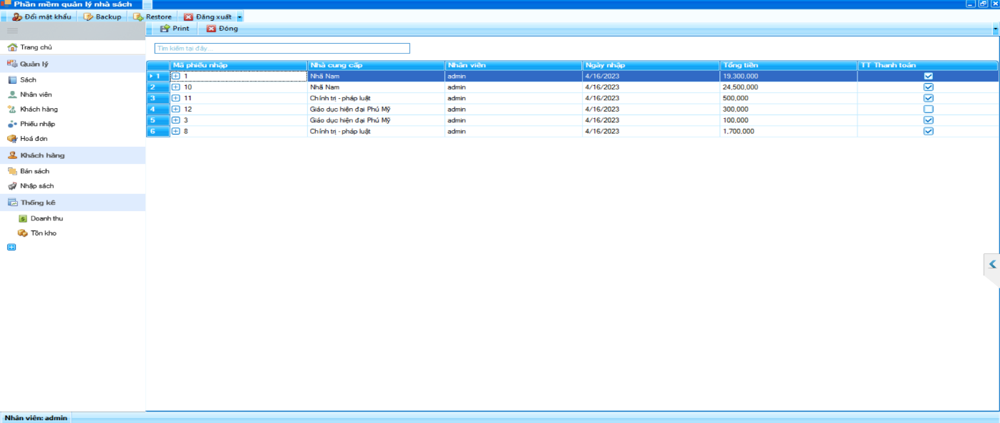 Phần mềm quản lý nhà sách
Đổi mật khẩu Backup Restore Đăng xuất
Print Đóng
Trang chủ
Quản lý
Sách
Nhân viên
Khách hàng
Phiếu nhập
Hoá đơn
Khách hàng
Bán sách
Nhập sách
Thống kê
Doanh thu
Tồn kho
Tìm kiếm tại đây...
Mã phiếu nhập Nhà cung cấp Nhân viên Ngày nhập Tổng tiền TT Thanh toán
1 1 Nhã Nam admin 4/16/2023 19,300,000
2 10 Nhã Nam admin 4/16/2023 24,500,000
3 11 Chính trị - pháp luật admin 4/16/2023 500,000
4 12 Giáo dục hiện đại Phú Mỹ admin 4/16/2023 300,000
5 3 Giáo dục hiện đại Phú Mỹ admin 4/16/2023 100,000
6 8 Chính trị - pháp luật admin 4/16/2023 1,700,000
Nhân viên: admin